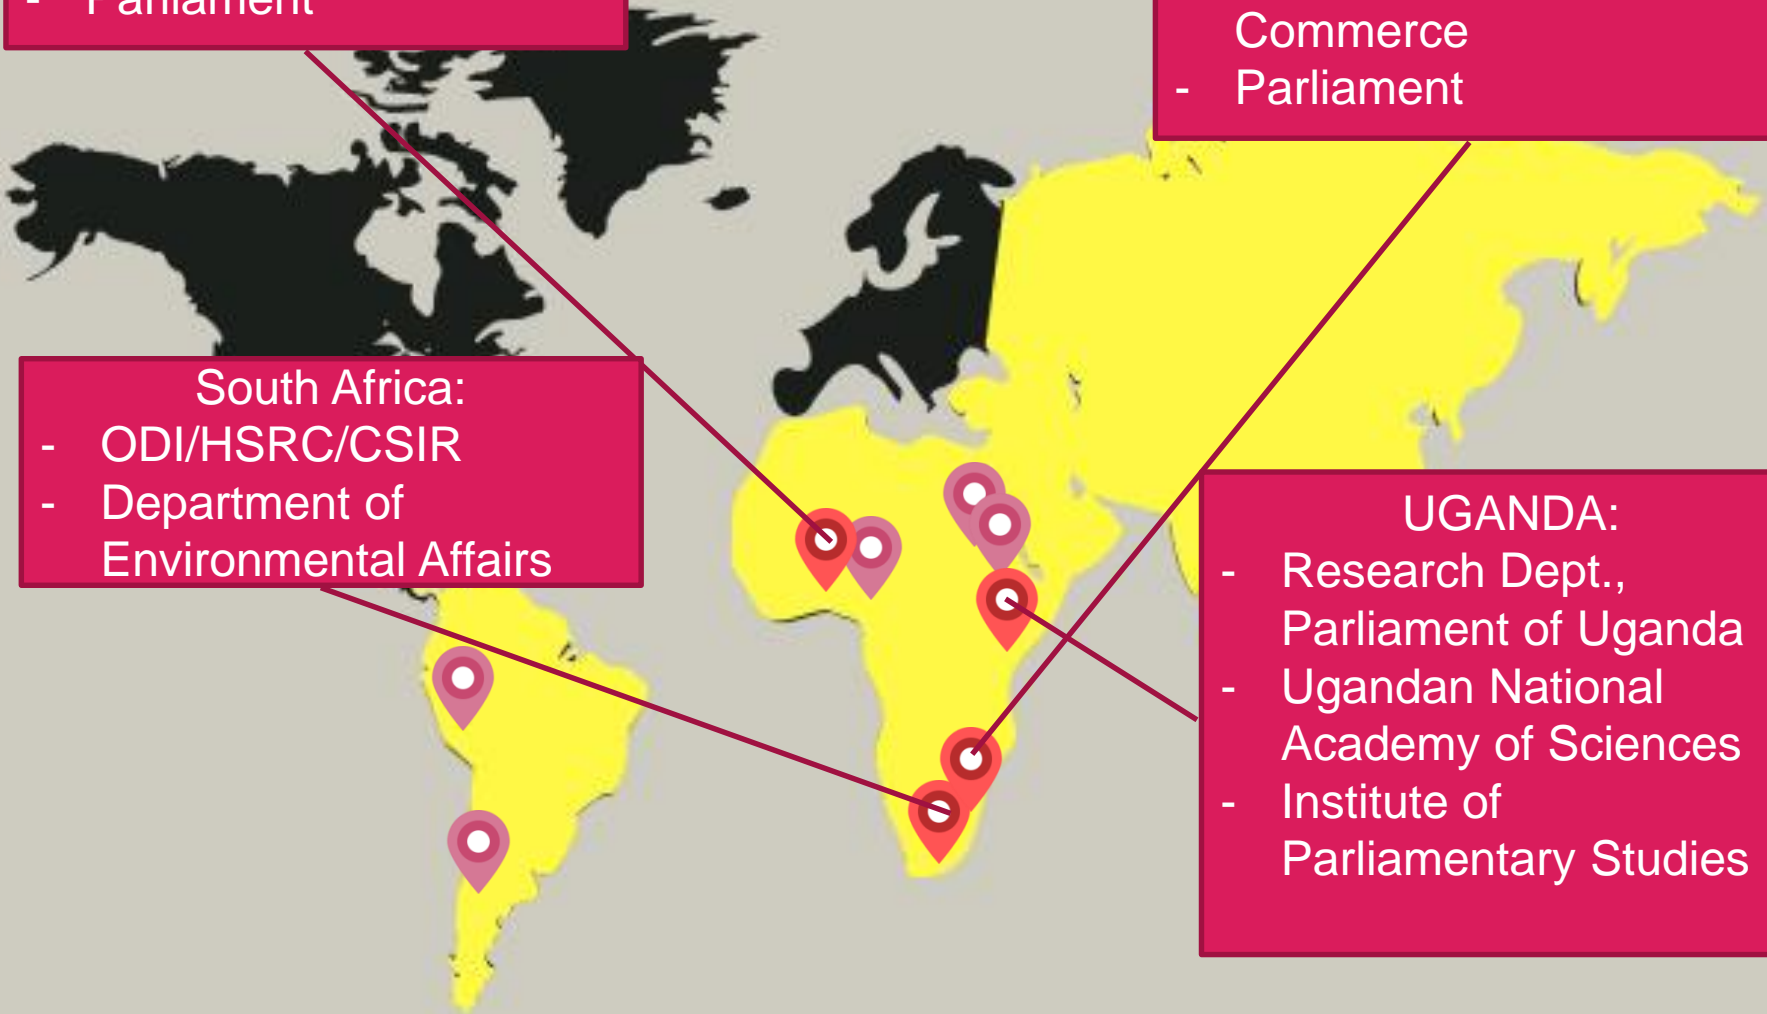 - Parliament
Commerce
- Parliament
South Africa:
- ODI/HSRC/CSIR
- Department of
Environmental Affairs
UGANDA:
- Research Dept.,
Parliament of Uganda
- Ugandan National
Academy of Sciences
- Institute of
Parliamentary Studies